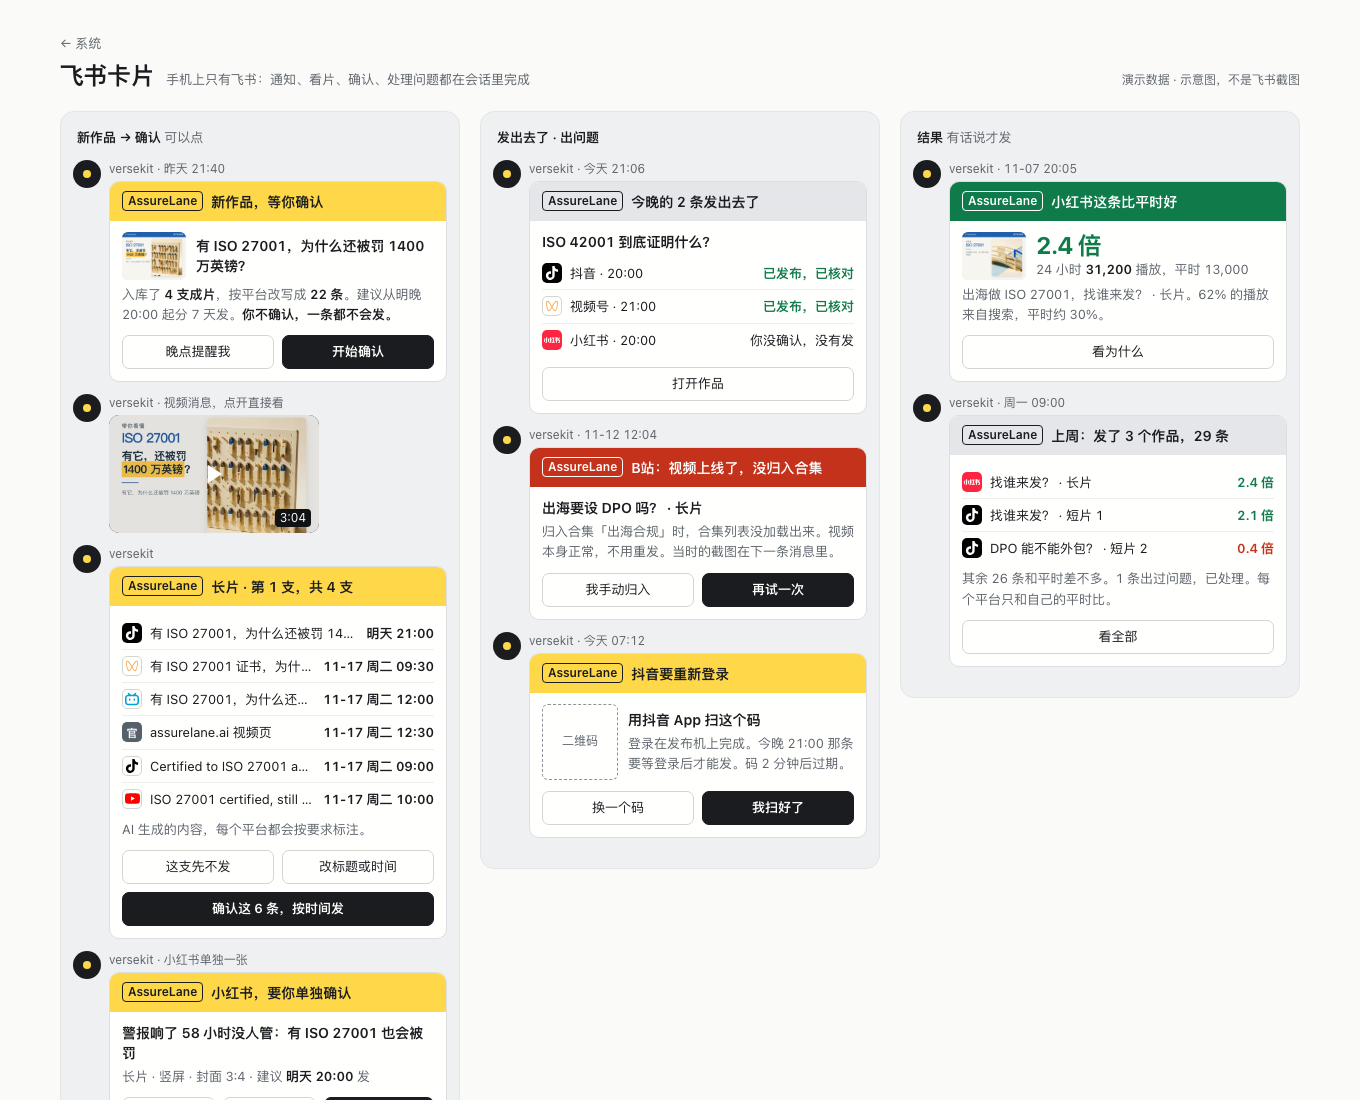 ← 系统
飞书卡片 手机上只有飞书：通知、看片、确认、处理问题都在会话里完成
演示数据 · 示意图，不是飞书截图
新作品 → 确认 可以点
versekit · 昨天 21:40
AssureLane 新作品，等你确认
有 ISO 27001，为什么还被罚 1400
万英镑？
入库了 4 支成片，按平台改写成 22 条。建议从明晚
20:00 起分 7 天发。你不确认，一条都不会发。
晚点提醒我
开始确认
versekit · 视频消息，点开直接看
带你看懂
ISO 27001
有它，还被罚
1400 万英镑？
有它，为什么还被罚 1400 万英镑
3:04
versekit
AssureLane 长片 · 第 1 支，共 4 支
有 ISO 27001，为什么还被罚 14... 明天 21:00
有 ISO 27001 证书，为什... 11-17 周二 09:30
有 ISO 27001，为什么还... 11-17 周二 12:00
官 assurelane.ai 视频页 11-17 周二 12:30
Certified to ISO 27001 a... 11-17 周二 09:00
ISO 27001 certified, still ... 11-17 周二 10:00
AI 生成的内容，每个平台都会按要求标注。
这支先不发
改标题或时间
确认这 6 条，按时间发
versekit · 小红书单独一张
AssureLane 小红书，要你单独确认
警报响了 58 小时没人管：有 ISO 27001 也会被
罚
长片 · 竖屏 · 封面 3:4 · 建议 明天 20:00 发
发出去了 · 出问题
versekit · 今天 21:06
AssureLane 今晚的 2 条发出去了
ISO 42001 到底证明什么？
抖音 · 20:00 已发布，已核对
视频号 · 21:00 已发布，已核对
小红书 小红书 · 20:00 你没确认，没有发
打开作品
versekit · 11-12 12:04
AssureLane B站：视频上线了，没归入合集
出海要设 DPO 吗？ · 长片
归入合集「出海合规」时，合集列表没加载出来。视频
本身正常，不用重发。当时的截图在下一条消息里。
我手动归入
再试一次
versekit · 今天 07:12
AssureLane 抖音要重新登录
二维码
用抖音 App 扫这个码
登录在发布机上完成。今晚 21:00 那条
要等登录后才能发。码 2 分钟后过期。
换一个码
我扫好了
结果 有话说才发
versekit · 11-07 20:05
AssureLane 小红书这条比平时好
2.4 倍
24 小时 31,200 播放，平时 13,000
出海做 ISO 27001，找谁来发？ · 长片。62% 的播放
来自搜索，平时约 30%。
看为什么
versekit · 周一 09:00
AssureLane 上周：发了 3 个作品，29 条
小红书 找谁来发？ · 长片 2.4 倍
找谁来发？ · 短片 1 2.1 倍
DPO 能不能外包？ · 短片 2 0.4 倍
其余 26 条和平时差不多。1 条出过问题，已处理。每
个平台只和自己的平时比。
看全部